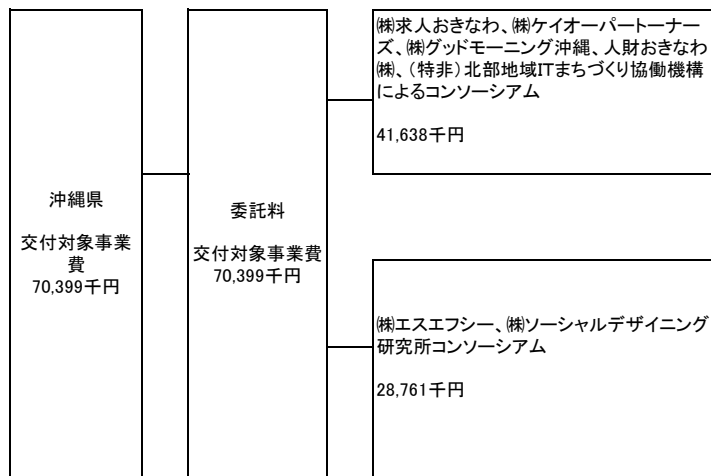 沖縄県
交付対象事業
費
70,399千円
委託料
交付対象事業費
70,399千円
㈱求人おきなわ、㈱ケイオーパートーナー
ズ、㈱グッドモーニング沖縄、人財おきなわ
㈱、（特非）北部地域ITまちづくり協働機構
によるコンソーシアム
41,638千円
㈱エスエフシー、㈱ソーシャルデザイニング
研究所コンソーシアム
28,761千円